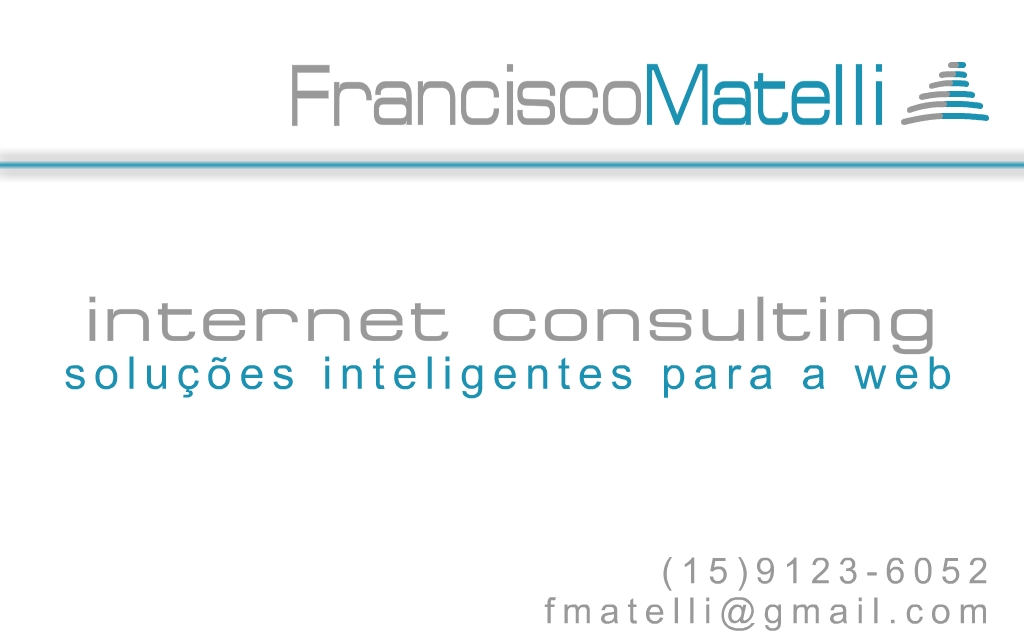 FranciscoMatelli
internet consulting
soluções inteligentes para a web
(15)9123-6052
fmatelli@gmail.com